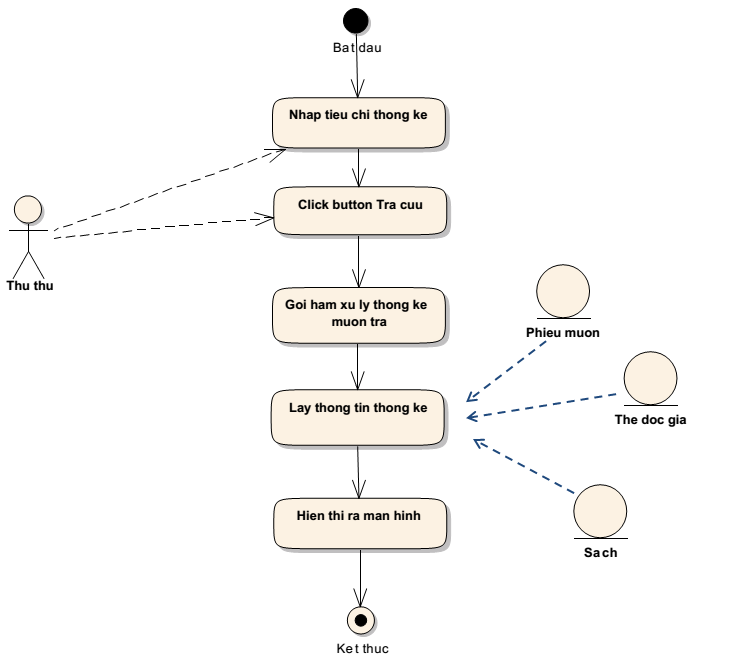 Bat dau
Nhap tieu chi thong ke
Click button Tra cuu
Thu thu
Goi ham xu ly thong ke
muon tra
Phieu muon
Lay thong tin thong ke
The doc gia
Hien thi ra man hinh
Sach
Ket thuc